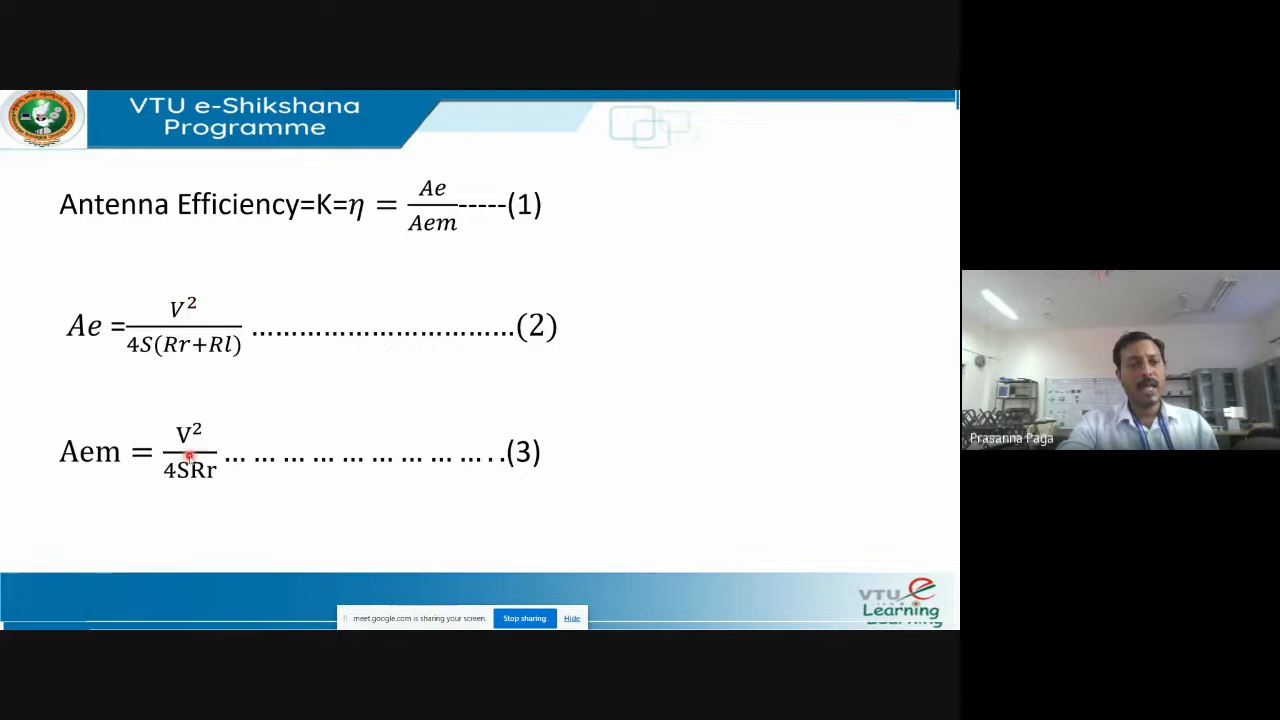 VTU e-Shikshana
Programme
Antenna Efficiency=K=η = Ae/Aem-----(1)
Ae = V²/4S(Rr+Rl) ……………………………(2)
Aem = V²/4SRr … … … … … … … … … . .(3)
Prasanna Paga
meet.google.com is sharing your screen. Stop sharing Hide
VTU e
Learning
Learning